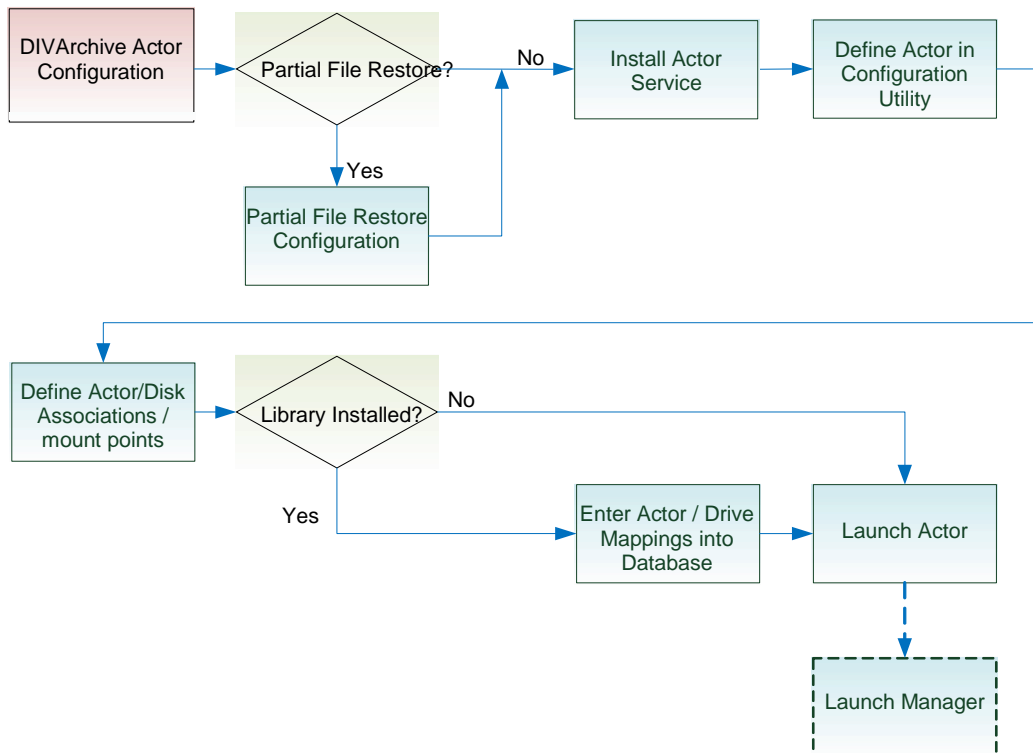 DIVArchive Actor
Configuration
Partial File Restore?
No
Install Actor
Service
Define Actor in
Configuration
Utility
Yes
Partial File Restore
Configuration
Define Actor/Disk
Associations /
mount points
Library Installed?
No
Yes
Enter Actor / Drive
Mappings into
Database
Launch Actor
Launch Manager